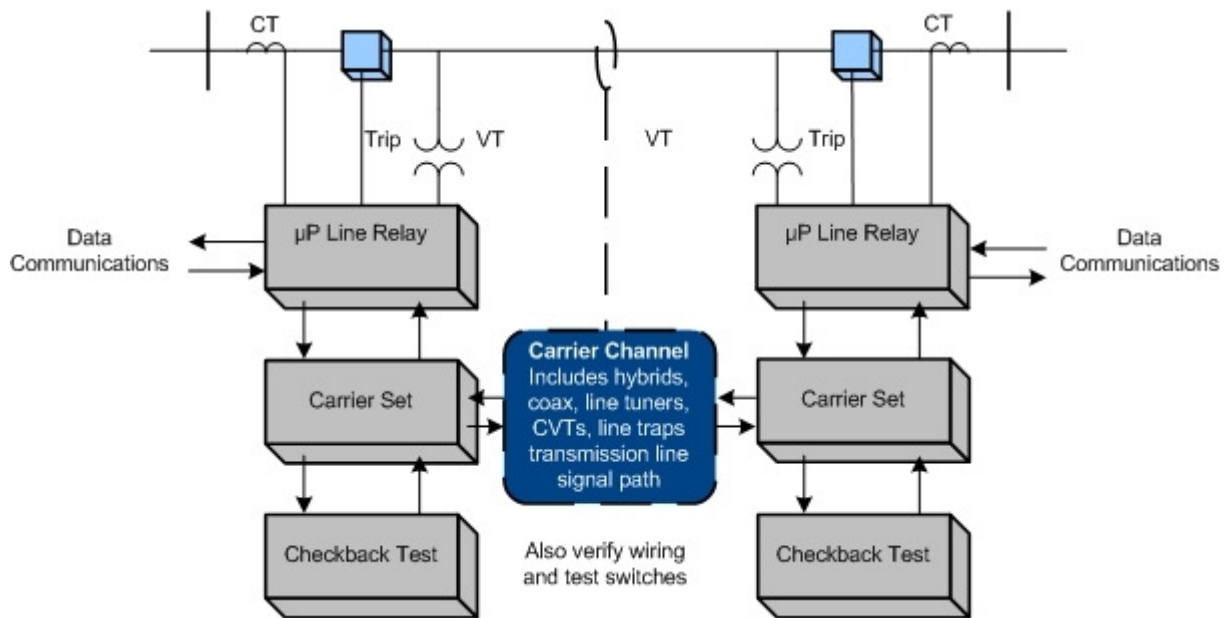 CT
CT
Trip
VT
VT
Trip
µP Line Relay
µP Line Relay
Data
Communications
Data
Communications
Carrier Channel
Includes hybrids,
coax, line tuners,
CVTs, line traps
transmission line
signal path
Carrier Set
Carrier Set
Checkback Test
Also verify wiring
and test switches
Checkback Test